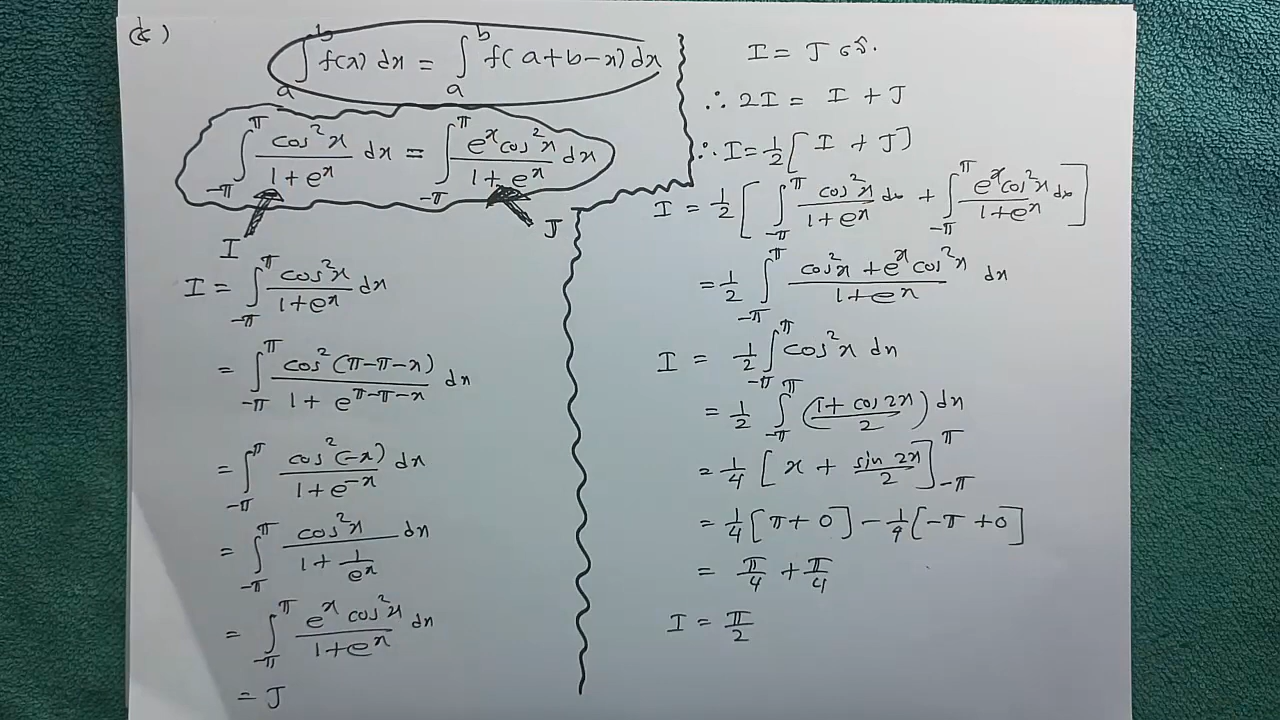 (c)
∫_a^b f(x) dx = ∫_a^b f(a+b-x) dx
∫_{-π}^{π} cos²x / (1+e^x) dx = ∫_{-π}^{π} e^x cos²x / (1+e^x) dx
I
J
I = ∫_{-π}^{π} cos²x / (1+e^x) dx
= ∫_{-π}^{π} cos²(π-π-x) / (1+e^{π-π-x}) dx
= ∫_{-π}^{π} cos²(-x) / (1+e^{-x}) dx
= ∫_{-π}^{π} cos²x / (1+1/e^x) dx
= ∫_{-π}^{π} e^x cos²x / (1+e^x) dx
= J
I = J
∴ 2I = I + J
∴ I = 1/2 [I + J]
I = 1/2 [∫_{-π}^{π} cos²x / (1+e^x) dx + ∫_{-π}^{π} e^x cos²x / (1+e^x) dx]
= 1/2 ∫_{-π}^{π} (cos²x + e^x cos²x) / (1+e^x) dx
I = 1/2 ∫_{-π}^{π} cos²x dx
= 1/2 ∫_{-π}^{π} ((1+cos 2x)/2) dx
= 1/4 [x + sin 2x / 2]_{-π}^{π}
= 1/4 [π+0] - 1/4 [-π+0]
= π/4 + π/4
I = π/2